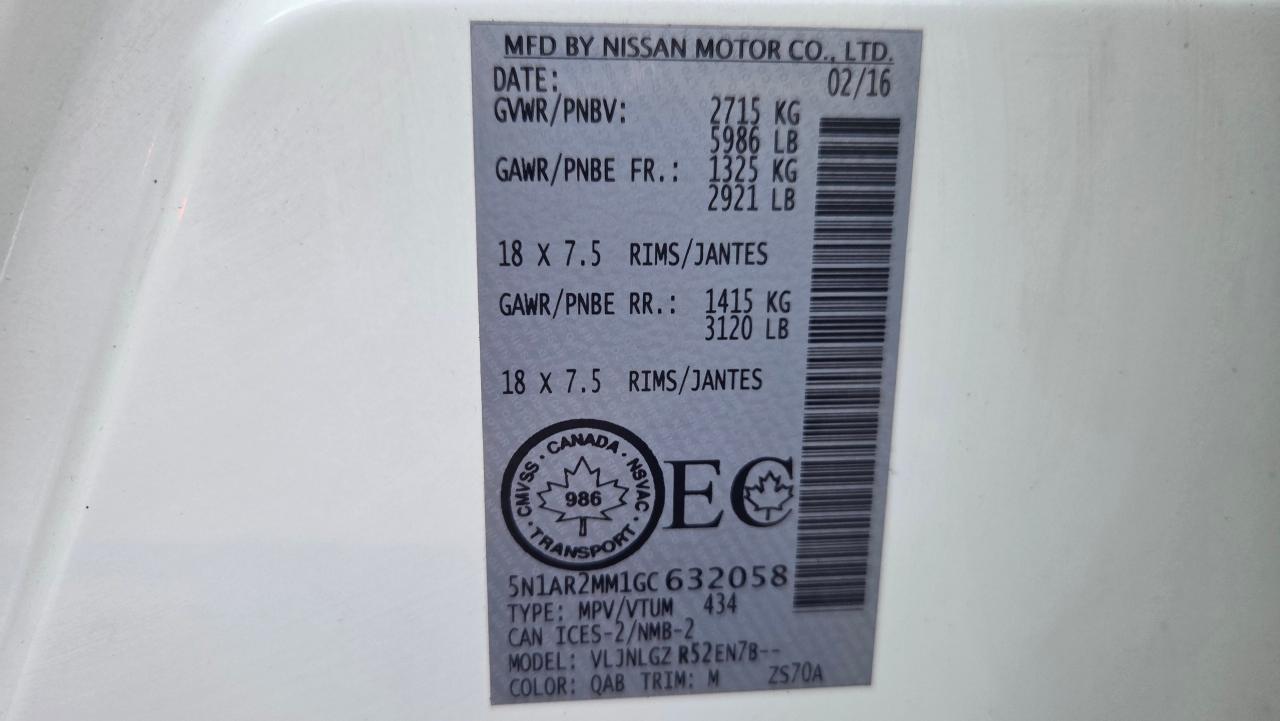 MFD BY NISSAN MOTOR CO., LTD.
DATE: 02/16
GVWR/PNBV: 2715 KG
5986 LB
GAWR/PNBE FR.: 1325 KG
2921 LB
18 X 7.5 RIMS/JANTES
GAWR/PNBE RR.: 1415 KG
3120 LB
18 X 7.5 RIMS/JANTES
CMVSS · CANADA · NSVAC · TRANSPORT ·
986
EC
5N1AR2MM1GC632058
TYPE: MPV/VTUM 434
CAN ICES-2/NMB-2
MODEL: VLJNLGZ R52EN7B--
COLOR: QAB TRIM: M ZS70A